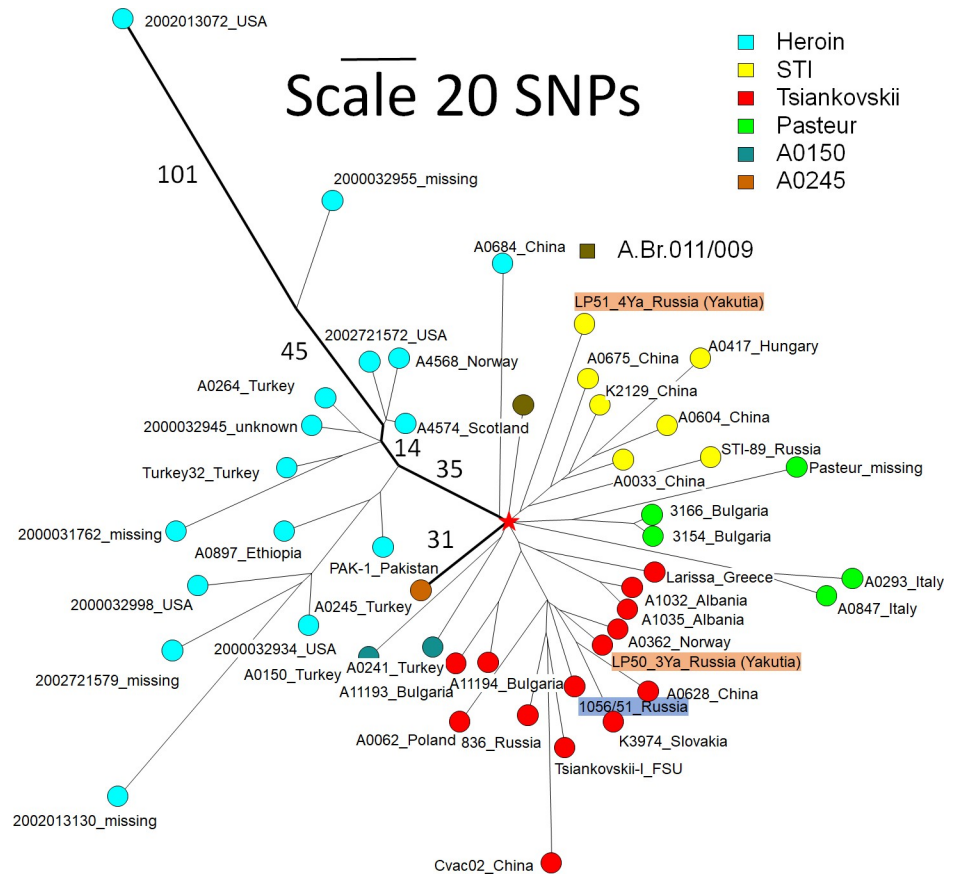 2002013072_USA
Scale 20 SNPs
Heroin
STI
Tsiankovskii
Pasteur
A0150
A0245
101
2000032955_missing
A0684_China
A.Br.011/009
LP51_4Ya_Russia (Yakutia)
45
2002721572_USA
A4568_Norway
A0675_China
A0417_Hungary
A0264_Turkey
K2129_China
2000032945_unknown
A4574_Scotland
A0604_China
14
35
STI-89_Russia
Turkey32_Turkey
A0033_China
Pasteur_missing
2000031762_missing
31
3166_Bulgaria
3154_Bulgaria
A0897_Ethiopia
PAK-1_Pakistan
Larissa_Greece
A0293_Italy
2000032998_USA
A0245_Turkey
A1032_Albania
A0847_Italy
A1035_Albania
2000032934_USA
A0362_Norway
2002721579_missing
A0150_Turkey
A0241_Turkey
LP50_3Ya_Russia (Yakutia)
A11193_Bulgaria
A11194_Bulgaria
A0628_China
1056/51_Russia
A0062_Poland
836_Russia
K3974_Slovakia
Tsiankovskii-I_FSU
2002013130_missing
Cvac02_China